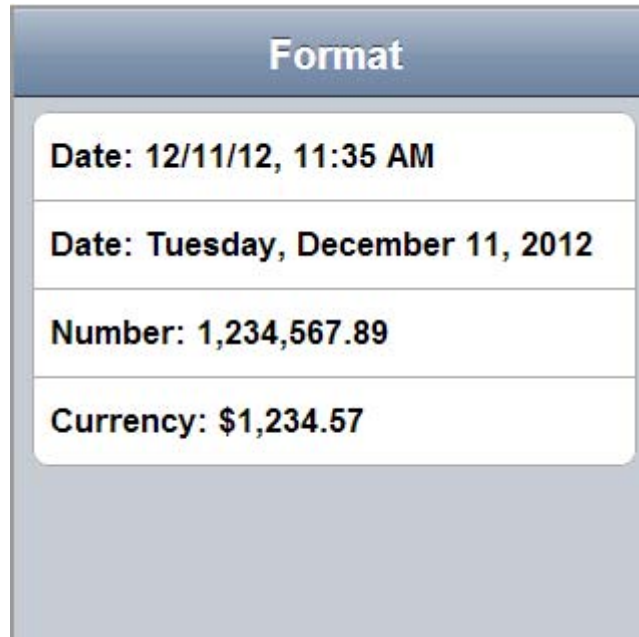 Format
Date: 12/11/12, 11:35 AM
Date: Tuesday, December 11, 2012
Number: 1,234,567.89
Currency: $1,234.57